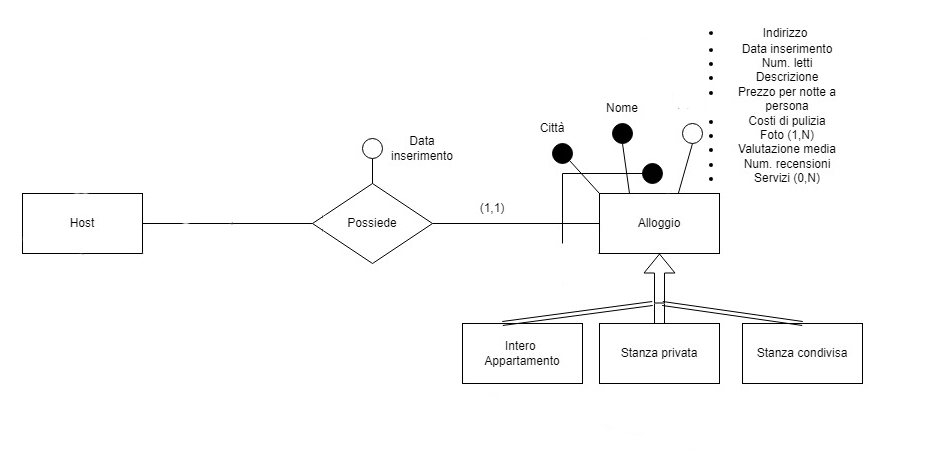 Indirizzo
Data inserimento
Num. letti
Descrizione
Prezzo per notte a
persona
Costi di pulizia
Foto (1,N)
Valutazione media
Num. recensioni
Servizi (0,N)
Nome
Città
Data
inserimento
(1,1)
Host
Possiede
Alloggio
Intero
Appartamento
Stanza privata
Stanza condivisa